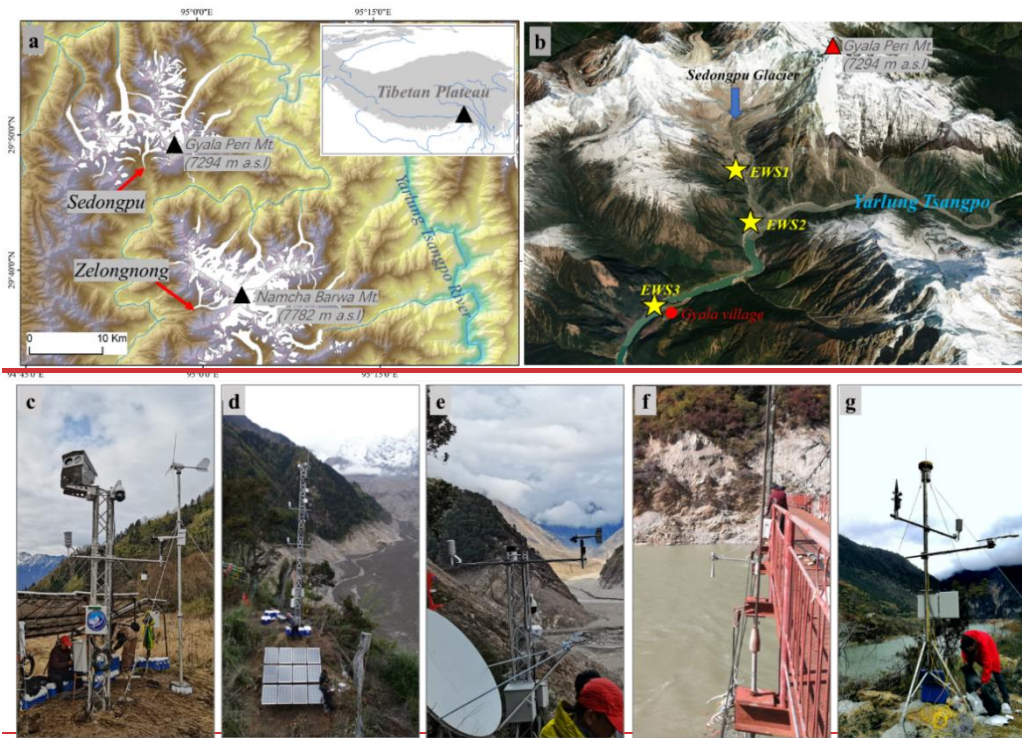 95°0'0"E
95°15'0"E
a
Tibetan Plateau
29°50'0"N
Gyala Peri Mt.
(7294 m a.s.l)
Sedongpu
Yarlung Tsangpo River
Zelongnong
29°40'0"N
Namcha Barwa Mt.
(7782 m a.s.l)
0
10 Km
94°45'0"E
95°0'0"E
95°15'0"E
b
Gyala Peri Mt.
(7294 m a.s.l)
Sedongpu Glacier
EWS1
Yarlung Tsangpo
EWS2
EWS3
Gyala village
c
d
e
f
g